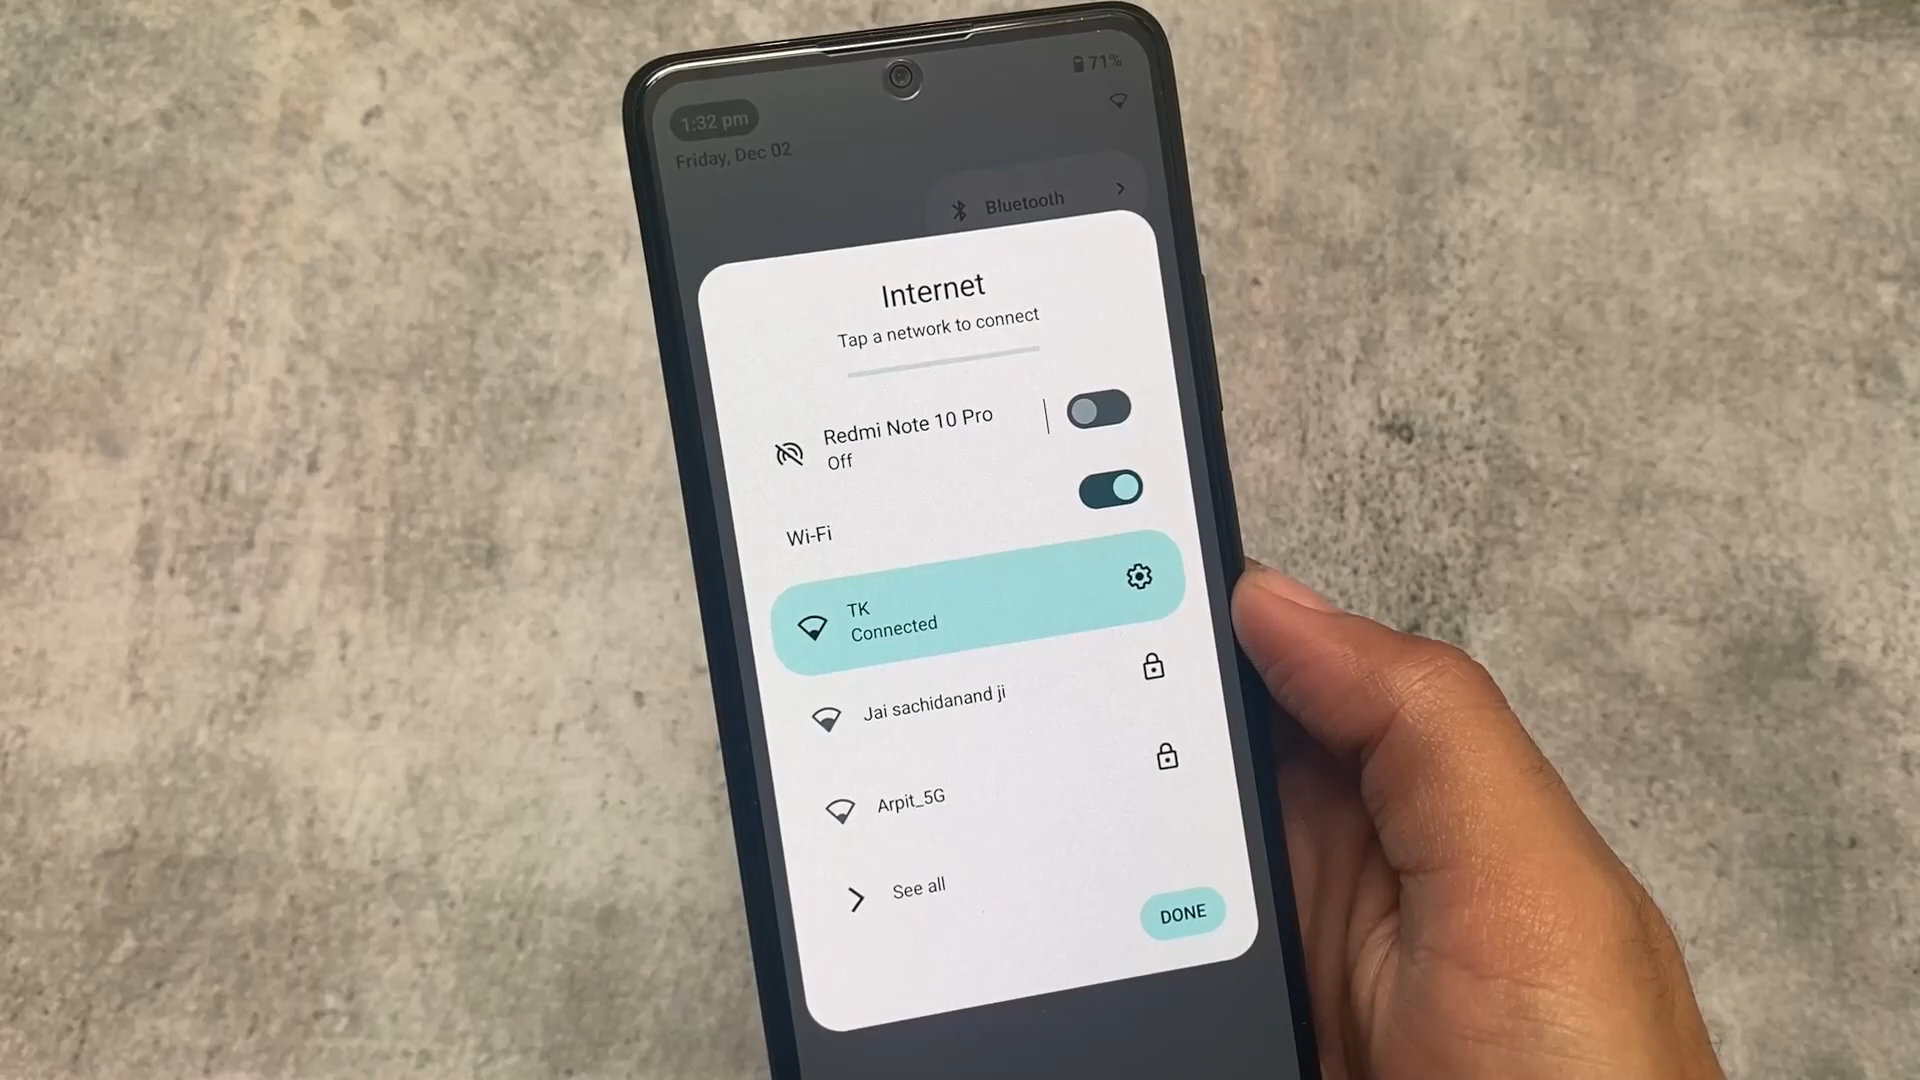 71%
1:32 pm
Friday, Dec 02
Bluetooth
Internet
Tap a network to connect
Redmi Note 10 Pro
Off
Wi-Fi
TK
Connected
Jai sachidanand ji
Arpit_5G
See all
DONE